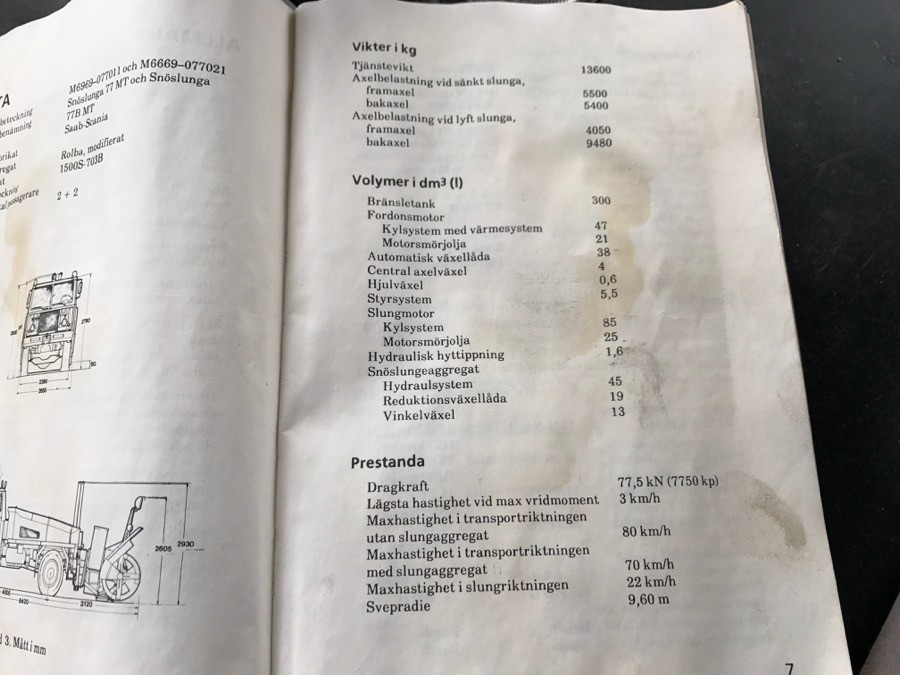 M6969-077011 och M6669-077021
Snöslunga 77 MT och Snöslunga
77B MT
Saab-Scania
Rolba, modifierat
1500S-703B
2 + 2
2780
2605
2930
3120
3. Mått i mm
Vikter i kg
Tjänstevikt 13600
Axelbelastning vid sänkt slunga,
framaxel 5500
bakaxel 5400
Axelbelastning vid lyft slunga,
framaxel 4050
bakaxel 9480
Volymer i dm³ (l)
Bränsletank 300
Fordonsmotor
Kylsystem med värmesystem 47
Motorsmörjolja 21
Automatisk växellåda 38
Central axelväxel 4
Hjulväxel 0,6
Styrsystem 5,5
Slungmotor
Kylsystem 85
Motorsmörjolja 25
Hydraulisk hyttippning 1,6
Snöslungeaggregat
Hydraulsystem 45
Reduktionsväxellåda 19
Vinkelväxel 13
Prestanda
Dragkraft 77,5 kN (7750 kp)
Lägsta hastighet vid max vridmoment 3 km/h
Maxhastighet i transportriktningen
utan slungaggregat 80 km/h
Maxhastighet i transportriktningen
med slungaggregat 70 km/h
Maxhastighet i slungriktningen 22 km/h
Svepradie 9,60 m
7